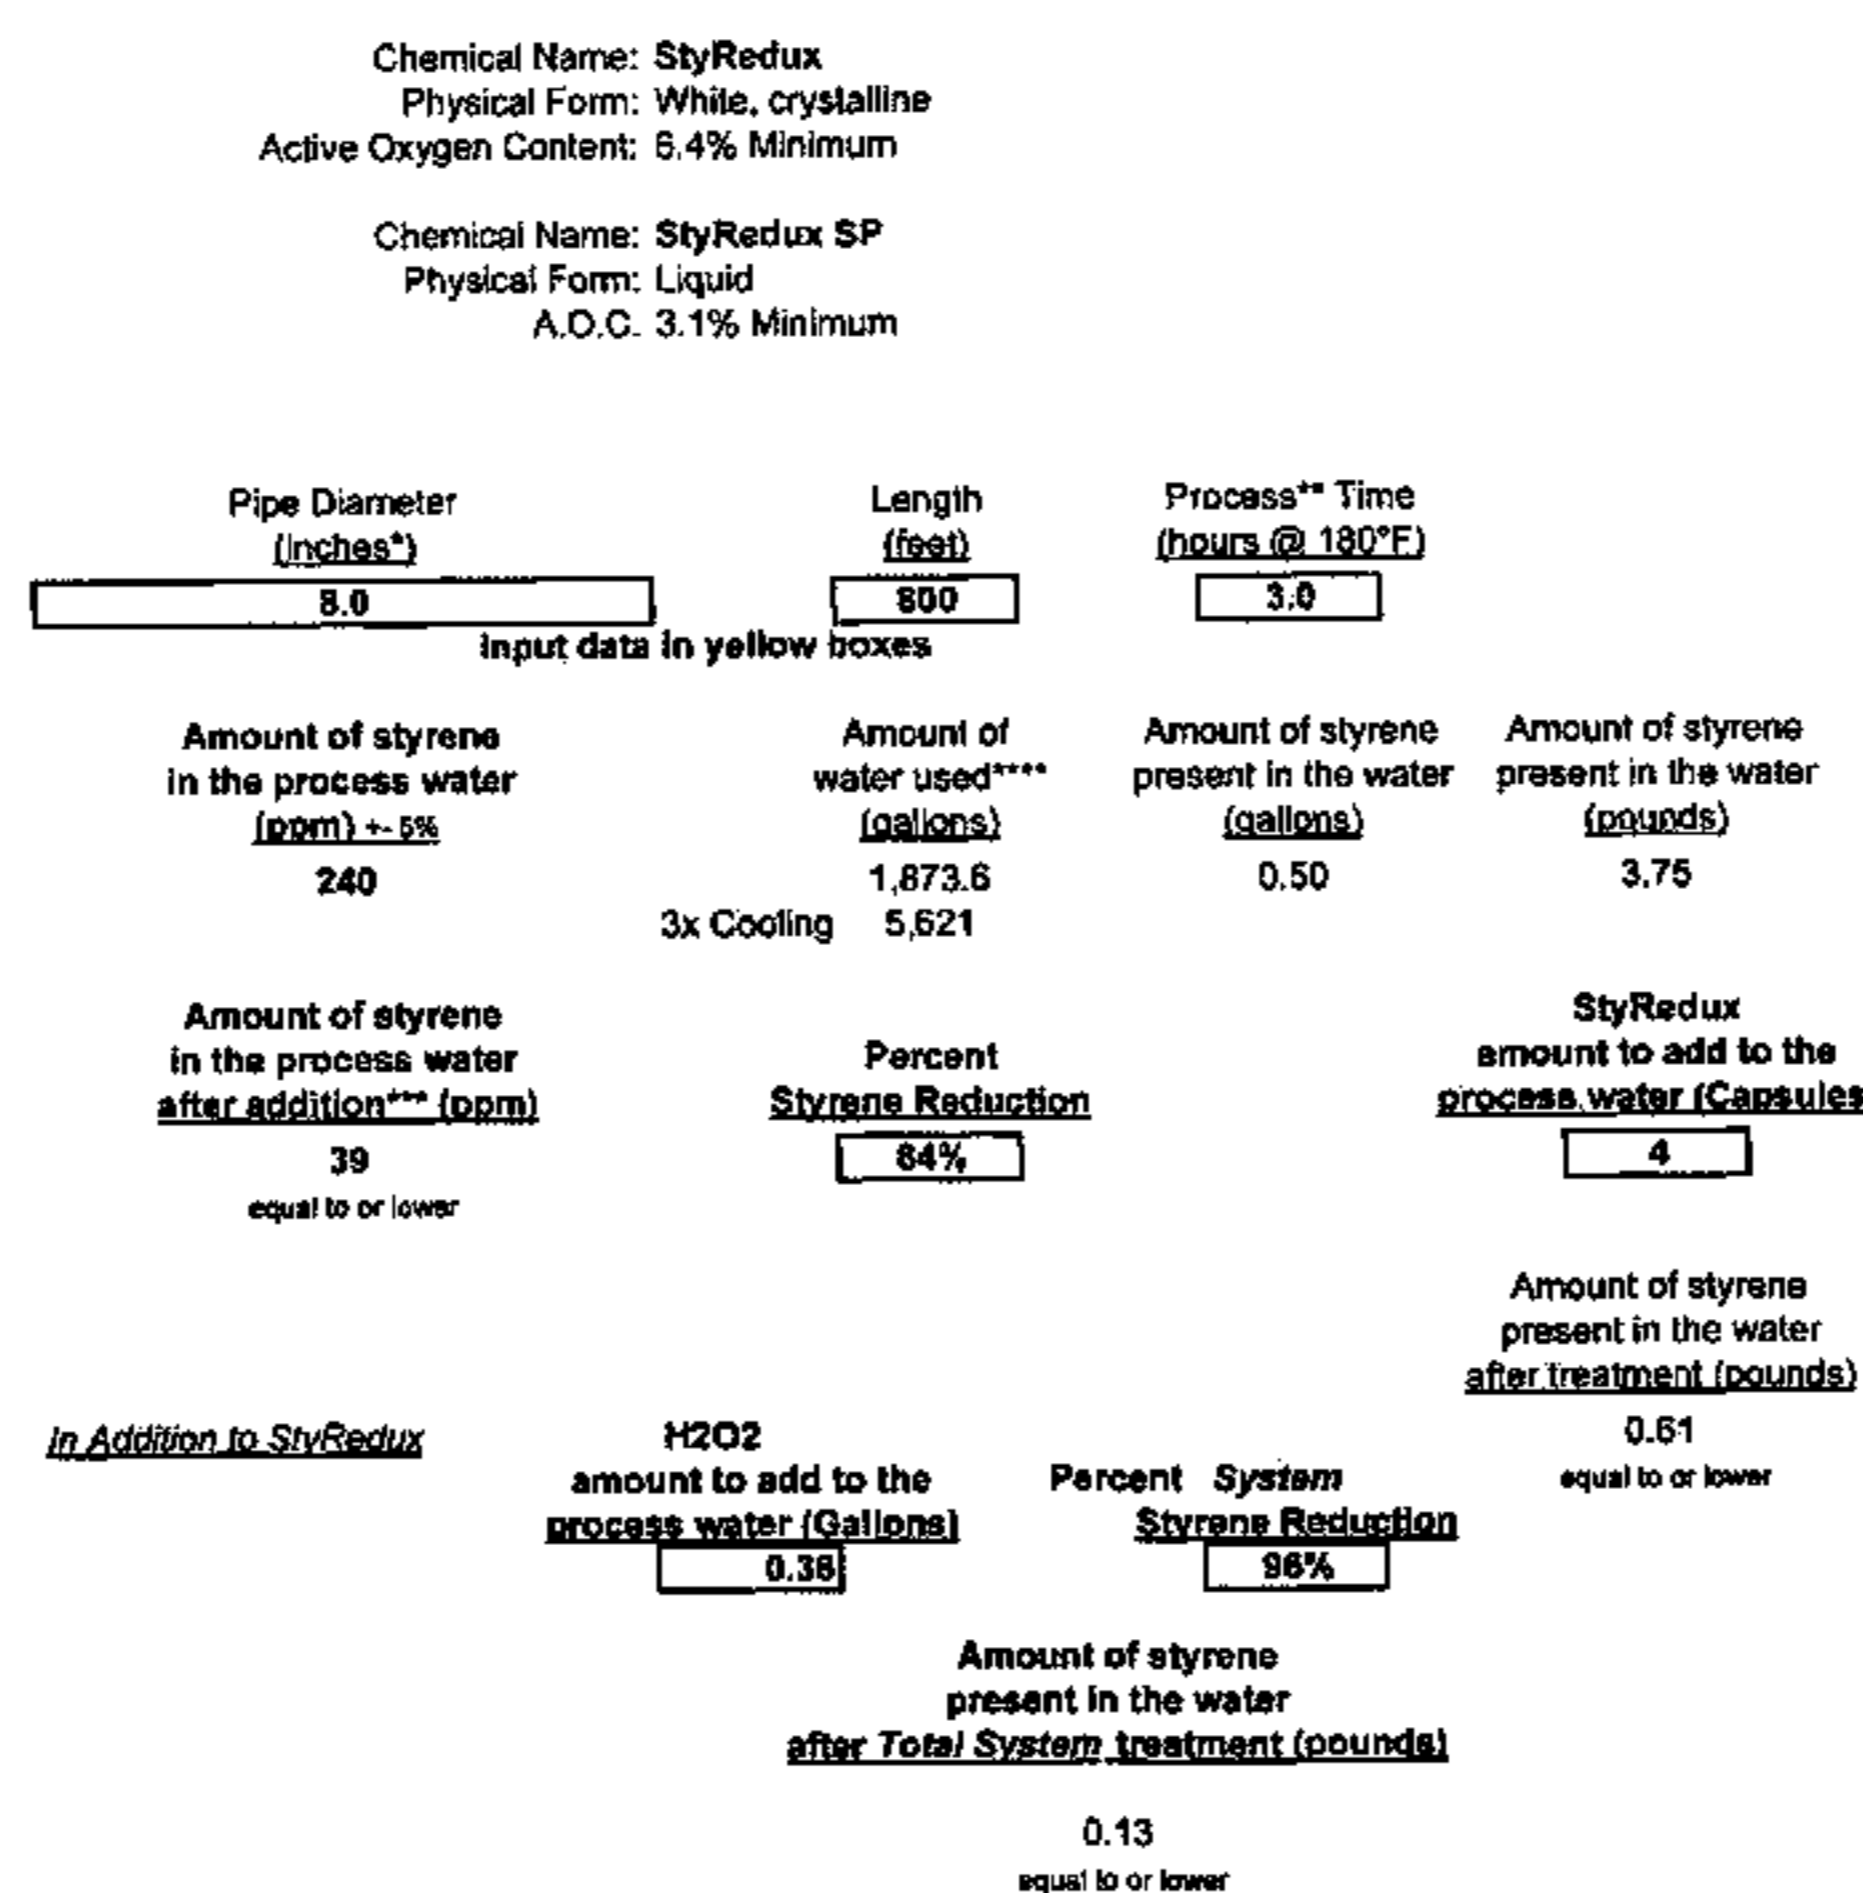 Chemical Name: StyRedux
Physical Form: White, crystalline
Active Oxygen Content: 6.4% Minimum
Chemical Name: StyRedux SP
Physical Form: Liquid
A.O.C. 3.1% Minimum
Pipe Diameter
(inches*)
8.0
Length
(feet)
800
Process** Time
(hours @ 180°F)
3.0
Input data in yellow boxes
Amount of styrene
in the process water
(ppm) +- 5%
240
Amount of
water used****
(gallons)
1,873.6
3x Cooling 5,621
Amount of styrene
present in the water
(gallons)
0.50
Amount of styrene
present in the water
(pounds)
3.75
Amount of styrene
in the process water
after addition*** (ppm)
39
equal to or lower
Percent
Styrene Reduction
84%
StyRedux
amount to add to the
process water (Capsules
4
Amount of styrene
present in the water
after treatment (pounds)
0.61
equal to or lower
In Addition to StyRedux
H2O2
amount to add to the
process water (Gallons)
0.36
Percent System
Styrene Reduction
96%
Amount of styrene
present in the water
after Total System treatment (pounds)
0.13
equal to or lower